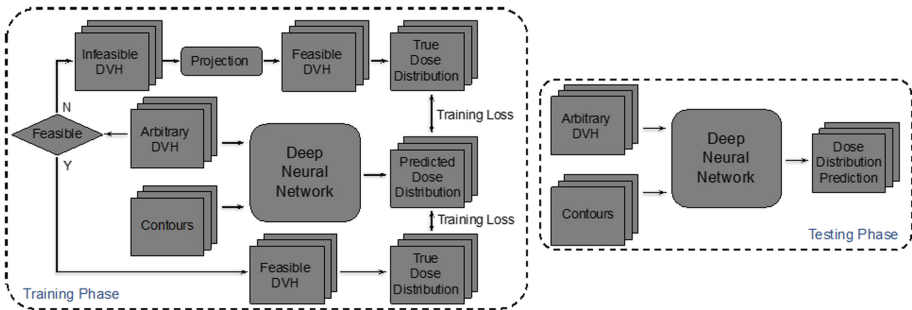 Infeasible
DVH
Projection
Feasible
DVH
True
Dose
Distribution
N
Training Loss
Feasible
Arbitrary
DVH
Deep
Neural
Network
Predicted
Dose
Distribution
Y
Contours
Training Loss
Feasible
DVH
True
Dose
Distribution
Training Phase
Arbitrary
DVH
Deep
Neural
Network
Dose
Distribution
Prediction
Contours
Testing Phase